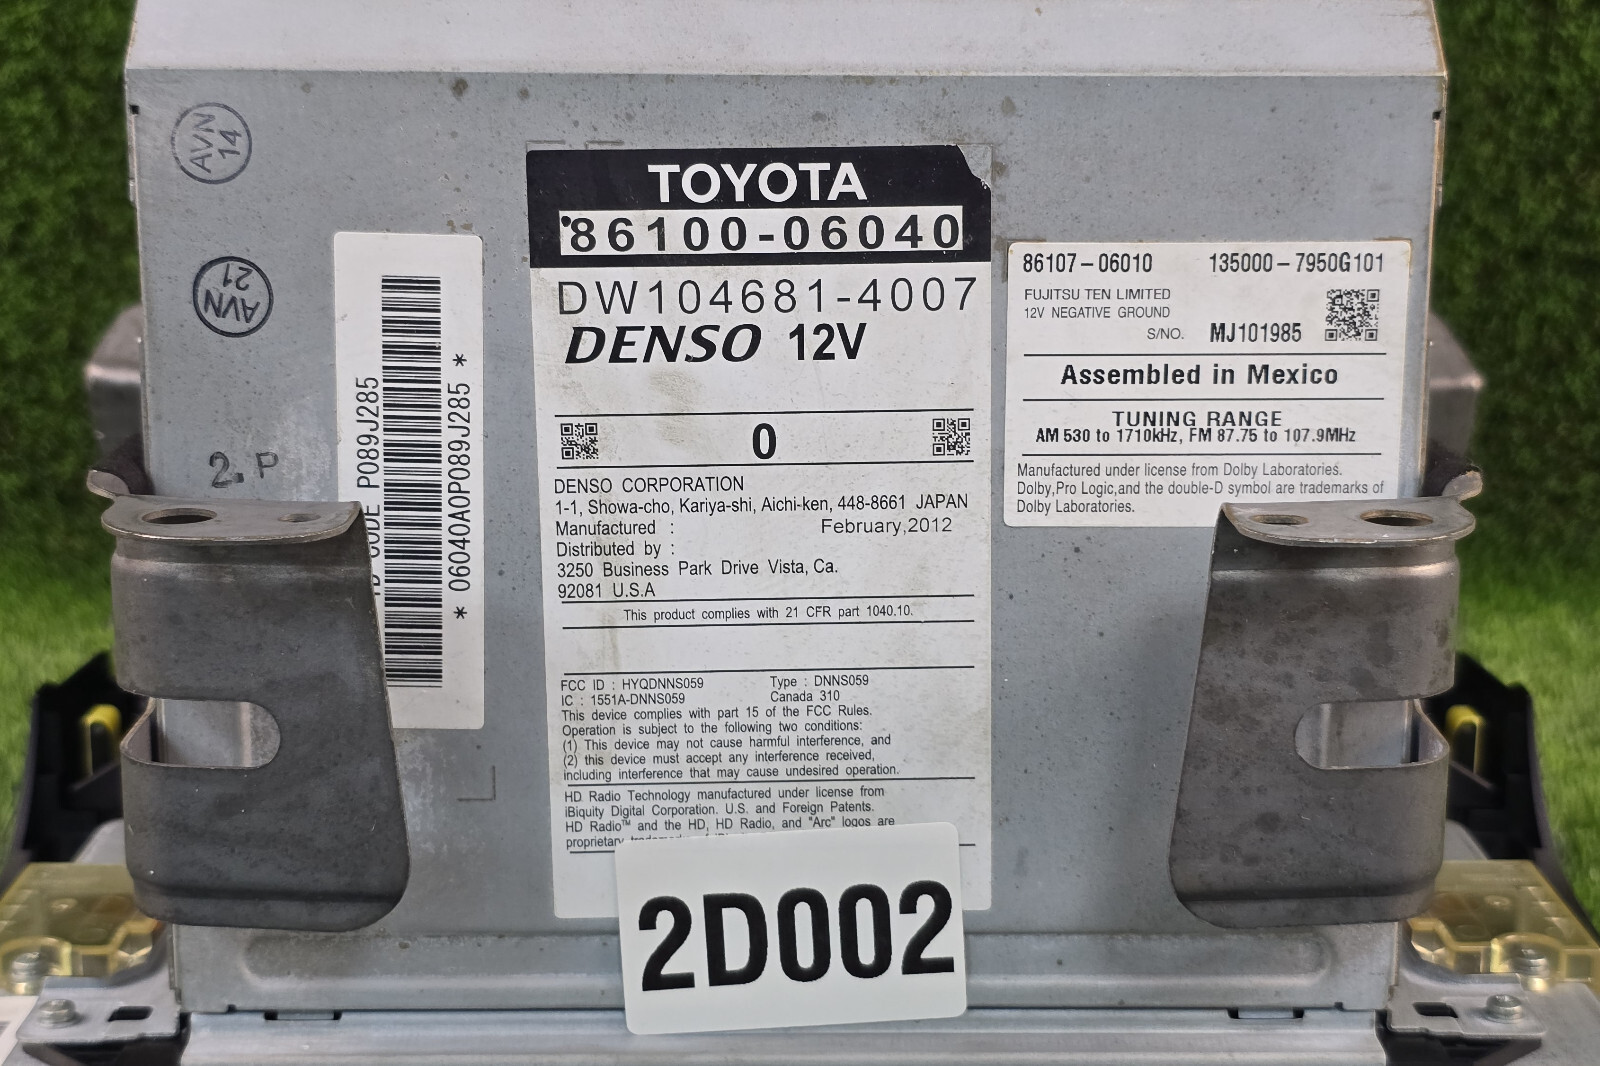 AVN
14
AVN
21
2.P
ID CODE P089J285
* 06040A0P089J285 *
TOYOTA
86100-06040
DW104681-4007
DENSO 12V
0
DENSO CORPORATION
1-1, Showa-cho, Kariya-shi, Aichi-ken, 448-8661 JAPAN
Manufactured : February,2012
Distributed by :
3250 Business Park Drive Vista, Ca.
92081 U.S.A
This product complies with 21 CFR part 1040.10.
FCC ID : HYQDNNS059 Type : DNNS059
IC : 1551A-DNNS059 Canada 310
This device complies with part 15 of the FCC Rules.
Operation is subject to the following two conditions:
(1) This device may not cause harmful interference, and
(2) this device must accept any interference received,
including interference that may cause undesired operation.
HD Radio Technology manufactured under license from
iBiquity Digital Corporation. U.S. and Foreign Patents.
HD Radio™ and the HD, HD Radio, and "Arc" logos are
proprietary
2D002
86107-06010 135000-7950G101
FUJITSU TEN LIMITED
12V NEGATIVE GROUND
S/NO. MJ101985
Assembled in Mexico
TUNING RANGE
AM 530 to 1710kHz, FM 87.75 to 107.9MHz
Manufactured under license from Dolby Laboratories.
Dolby,Pro Logic,and the double-D symbol are trademarks of
Dolby Laboratories.